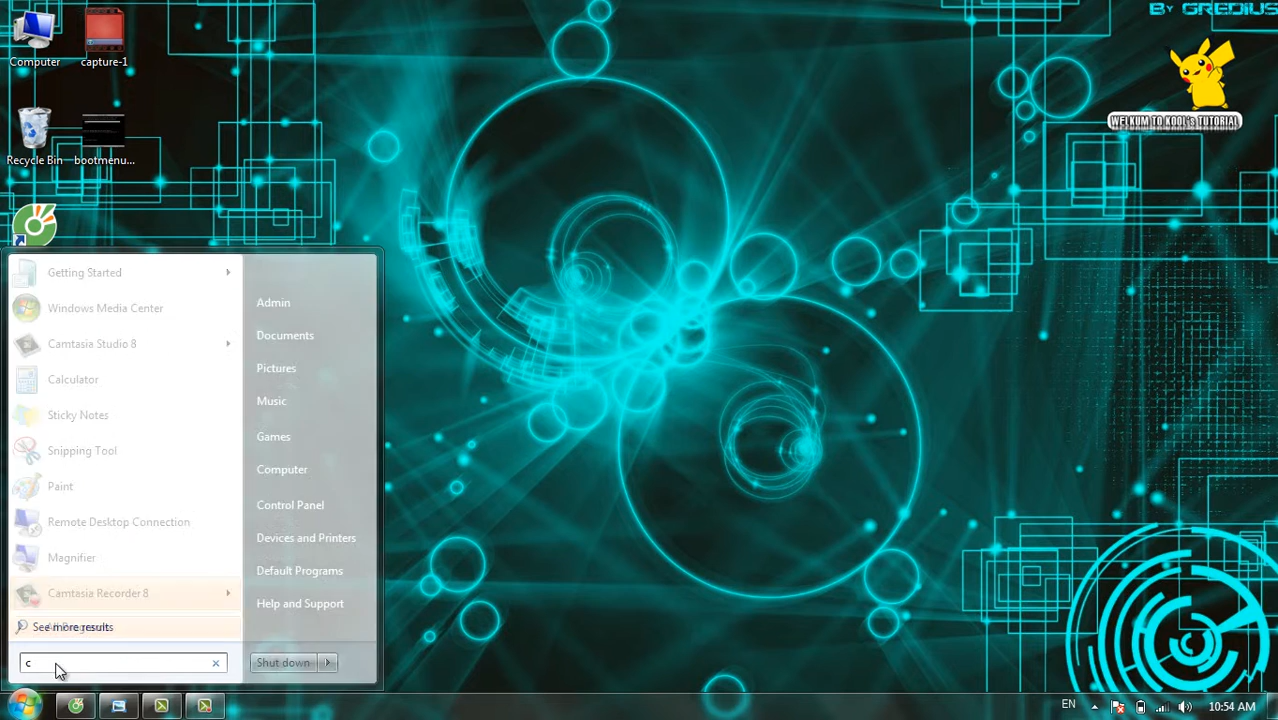 By GREDIUS
Computer
capture-1
WELKUM TO KOOL'S TUTORIAL
Recycle Bin
bootmenu...
Getting Started
Windows Media Center
Camtasia Studio 8
Calculator
Sticky Notes
Snipping Tool
Paint
Remote Desktop Connection
Magnifier
Camtasia Recorder 8
See more results
c
Admin
Documents
Pictures
Music
Games
Computer
Control Panel
Devices and Printers
Default Programs
Help and Support
Shut down
EN
10:54 AM